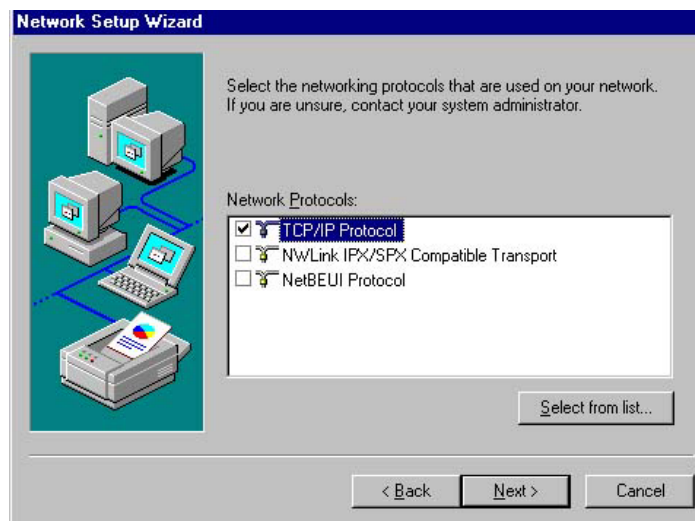 Network Setup Wizard
Select the networking protocols that are used on your network.
If you are unsure, contact your system administrator.
Network Protocols:
TCP/IP Protocol
NWLink IPX/SPX Compatible Transport
NetBEUI Protocol
Select from list...
< Back
Next >
Cancel